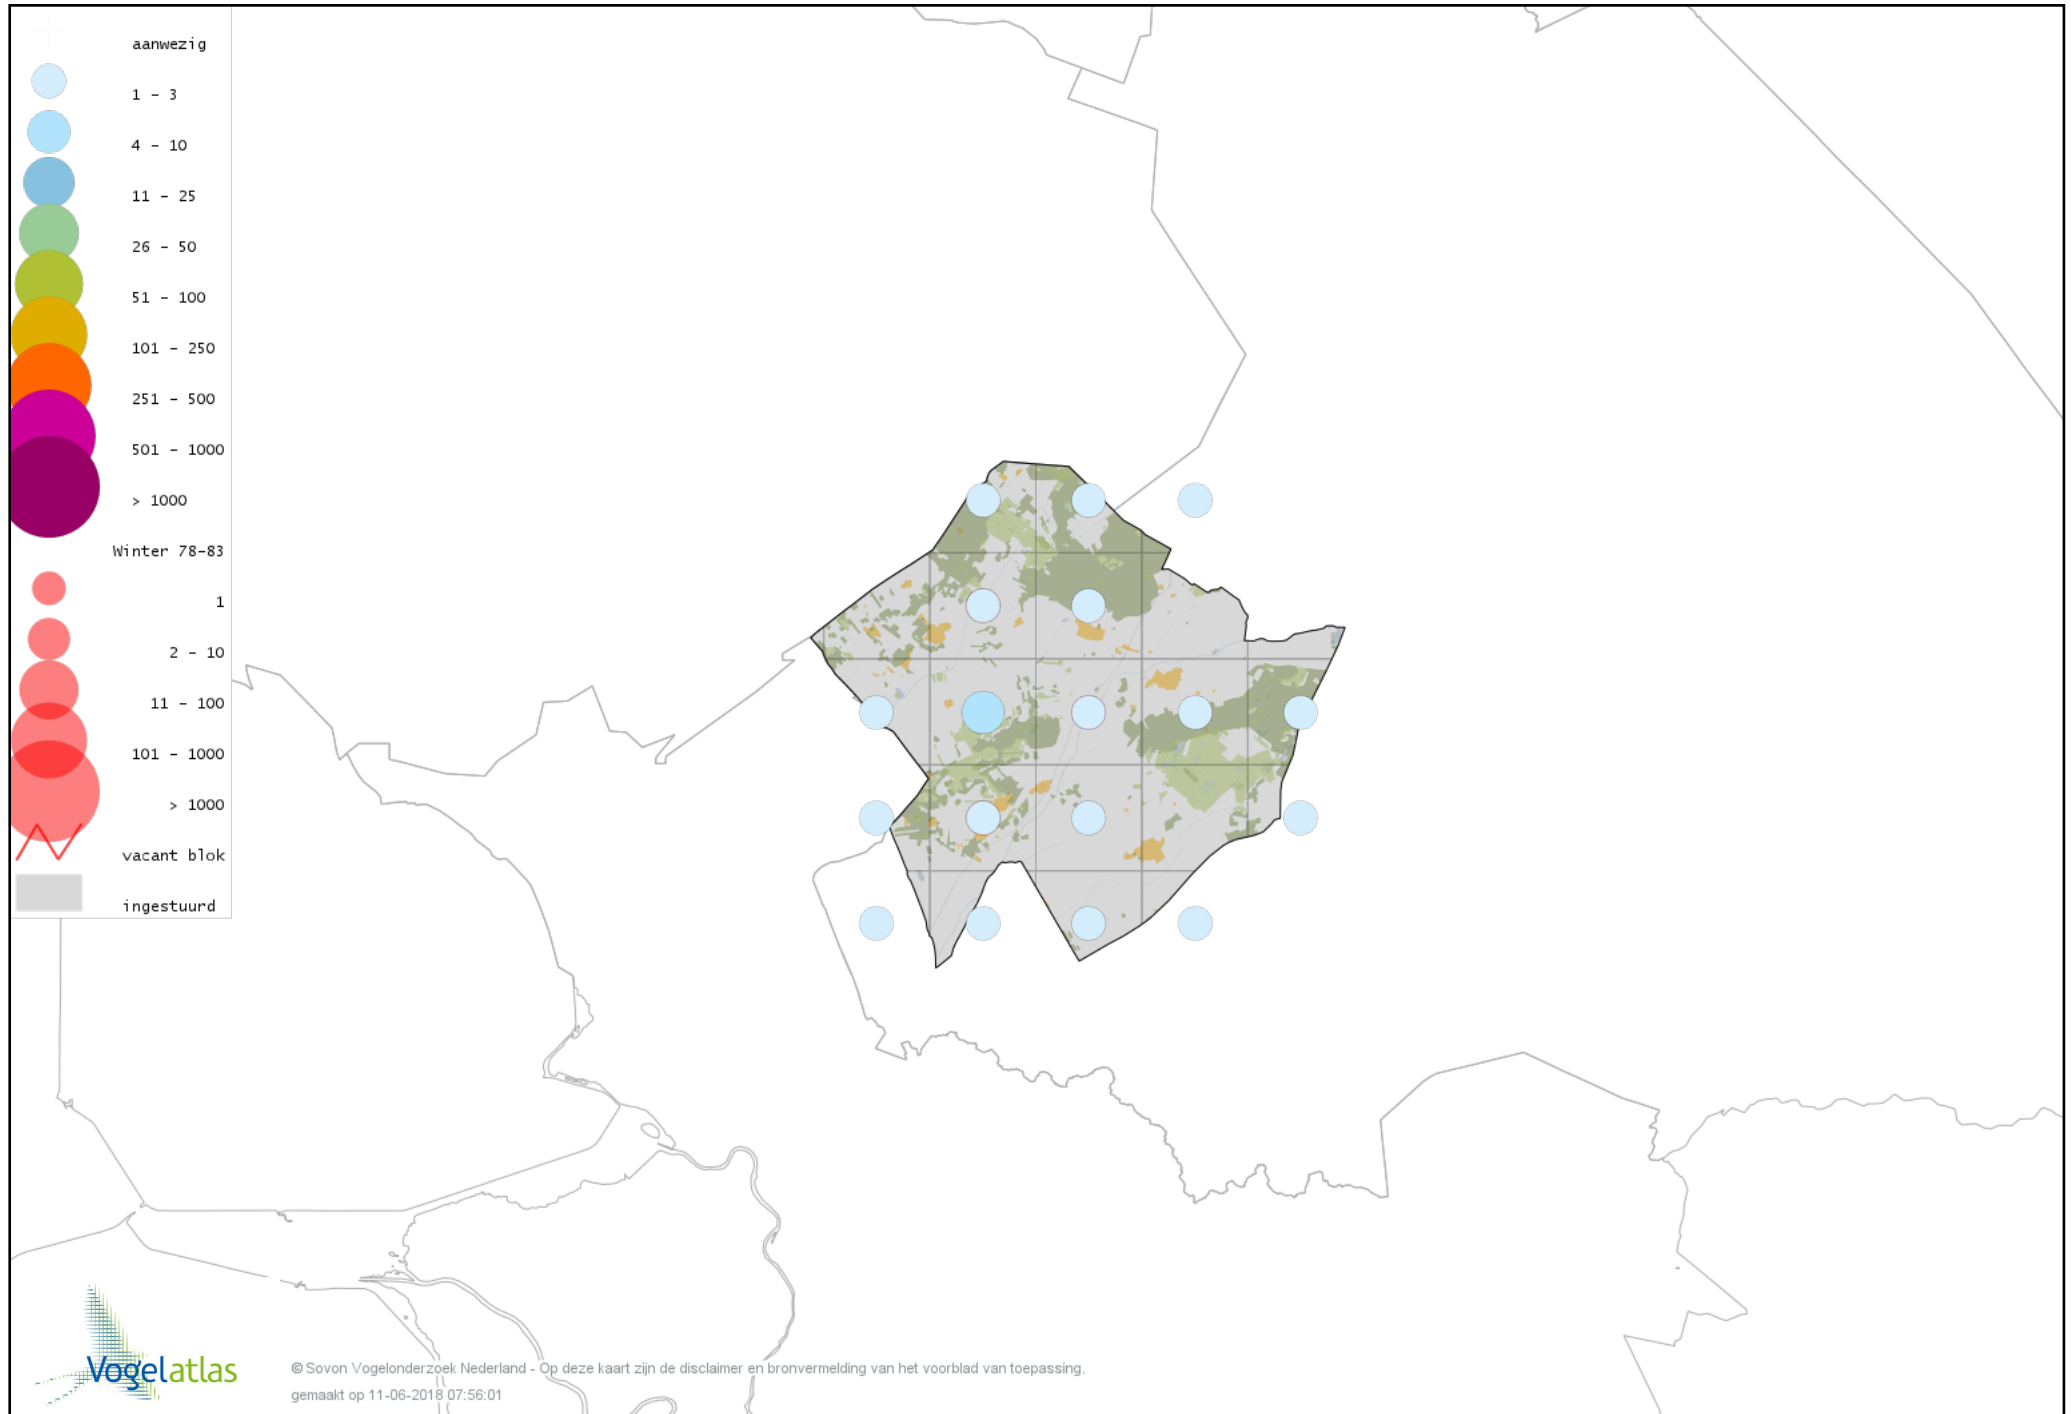 aanwezig
1 - 3
4 - 10
11 - 25
26 - 50
51 - 100
101 - 250
251 - 500
501 - 1000
> 1000
Winter 78-83
1
2 - 10
11 - 100
101 - 1000
> 1000
vacant blok
ingestuurd
Vogelatlas
© Sovon Vogelonderzoek Nederland - Op deze kaart zijn de disclaimer en bronvermelding van het voorblad van toepassing.
gemaakt op 11-06-2018 07:56:01